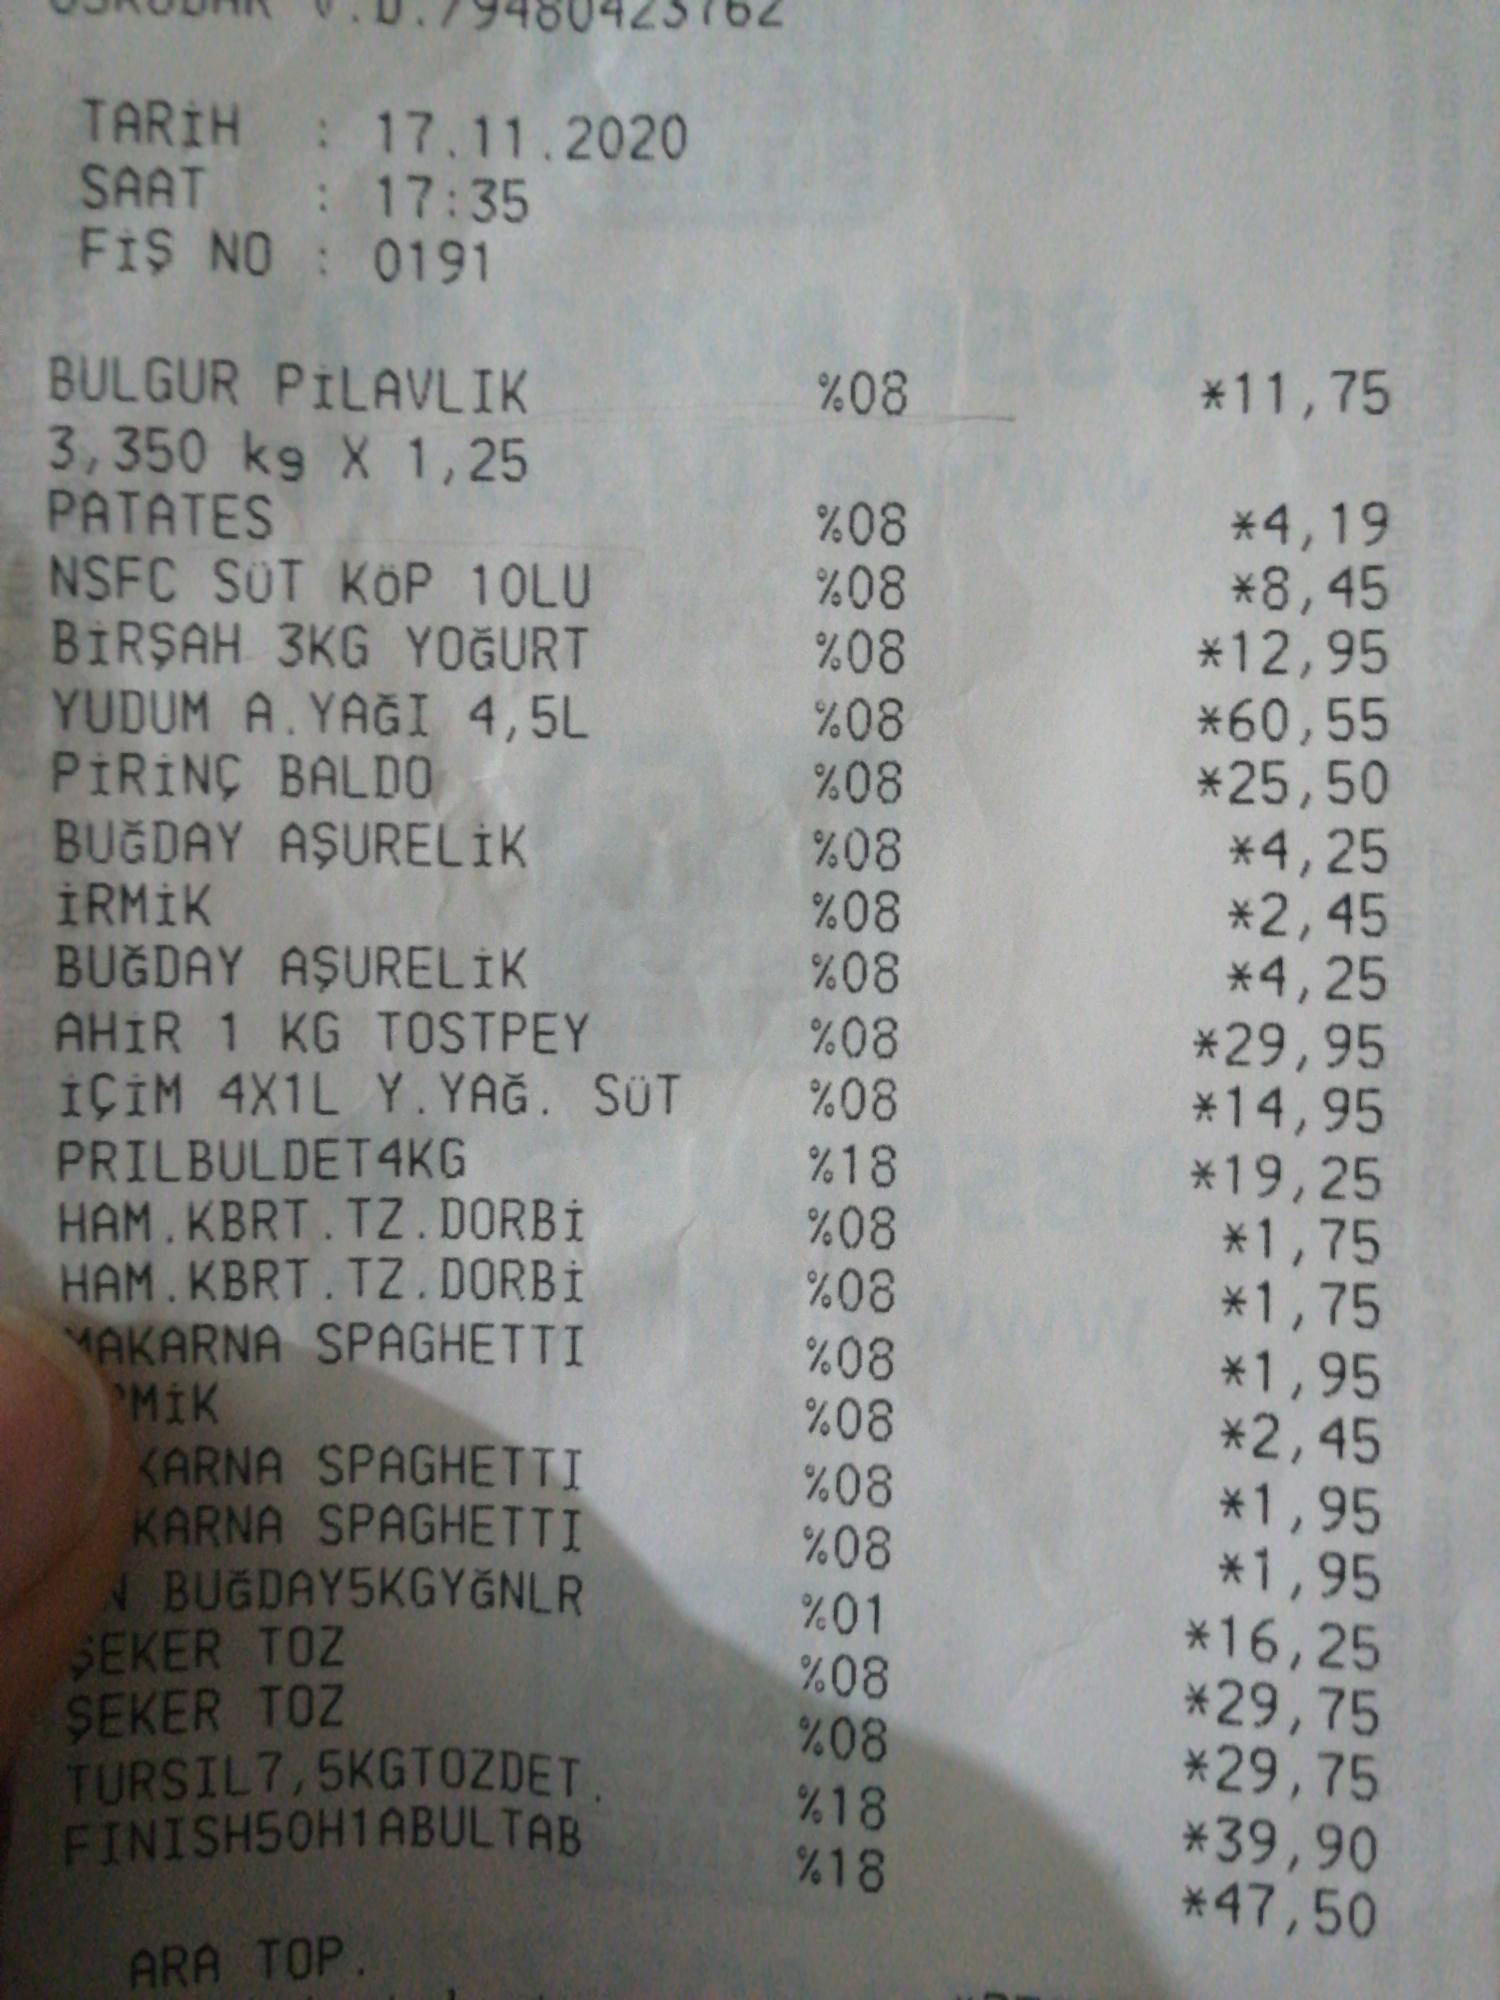 V.D.79480423762
TARİH : 17.11.2020
SAAT : 17:35
FİŞ NO : 0191
BULGUR PİLAVLIK %08 *11,75
3,350 kg X 1,25
PATATES %08 *4,19
NSFC SÜT KÖP 10LU %08 *8,45
BİRŞAH 3KG YOĞURT %08 *12,95
YUDUM A.YAĞI 4,5L %08 *60,55
PİRİNÇ BALDO %08 *25,50
BUĞDAY AŞURELİK %08 *4,25
İRMİK %08 *2,45
BUĞDAY AŞURELİK %08 *4,25
AHİR 1 KG TOSTPEY %08 *29,95
İÇİM 4X1L Y.YAĞ. SÜT %08 *14,95
PRILBULDET4KG %18 *19,25
HAM.KBRT.TZ.DORBİ %08 *1,75
HAM.KBRT.TZ.DORBİ %08 *1,75
MAKARNA SPAGHETTI %08 *1,95
RMİK %08 *2,45
KARNA SPAGHETTI %08 *1,95
KARNA SPAGHETTI %08 *1,95
N BUĞDAY5KGYĞNLR %01 *16,25
ŞEKER TOZ %08 *29,75
ŞEKER TOZ %08 *29,75
TURSIL7,5KGTOZDET. %18 *39,90
FINISH50H1ABULTAB %18 *47,50
ARA TOP.